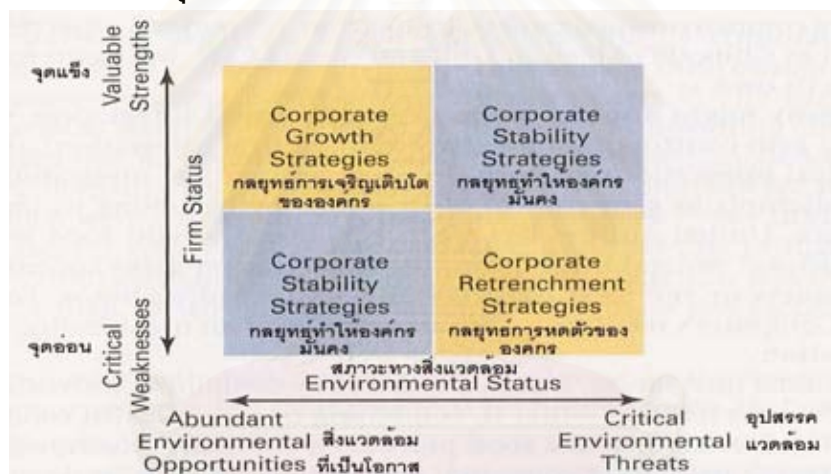 จุดแข็ง
Valuable
Strengths
Firm Status
จุดอ่อน
Critical
Weaknesses
Corporate
Growth
Strategies
กลยุทธ์การเจริญเติบโต
ขององค์กร
Corporate
Stability
Strategies
กลยุทธ์ทำให้องค์กร
มั่นคง
Corporate
Stability
Strategies
กลยุทธ์ทำให้องค์กร
มั่นคง
Corporate
Retrenchment
Strategies
กลยุทธ์การหดตัวของ
องค์กร
สภาวะทางสิ่งแวดล้อม
Environmental Status
Abundant
Environmental
Opportunities
สิ่งแวดล้อม
ที่เป็นโอกาส
Critical
Environmental
Threats
อุปสรรค
แวดล้อม